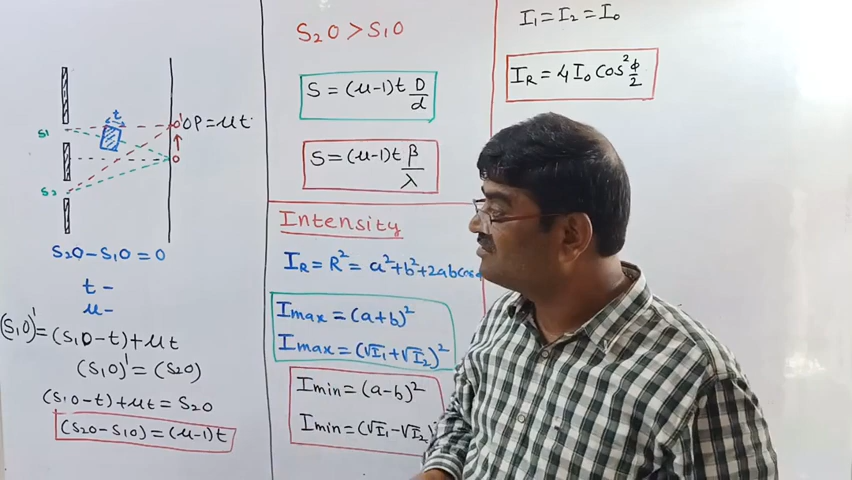 t
S1
O'
OP = μt
O
S2
S2O - S1O = 0
t -
μ -
(S1O)' = (S1O - t) + μt
(S1O)' = (S2O)
(S1O - t) + μt = S2O
(S2O - S1O) = (μ-1)t
S2O > S1O
S = (μ-1)t D/d
S = (μ-1)t β/λ
Intensity
IR = R² = a² + b² + 2ab cos
Imax = (a+b)²
Imax = (√I1 + √I2)²
Imin = (a-b)²
Imin = (√I1 - √I2)
I1 = I2 = I0
IR = 4 I0 cos² ϕ/2